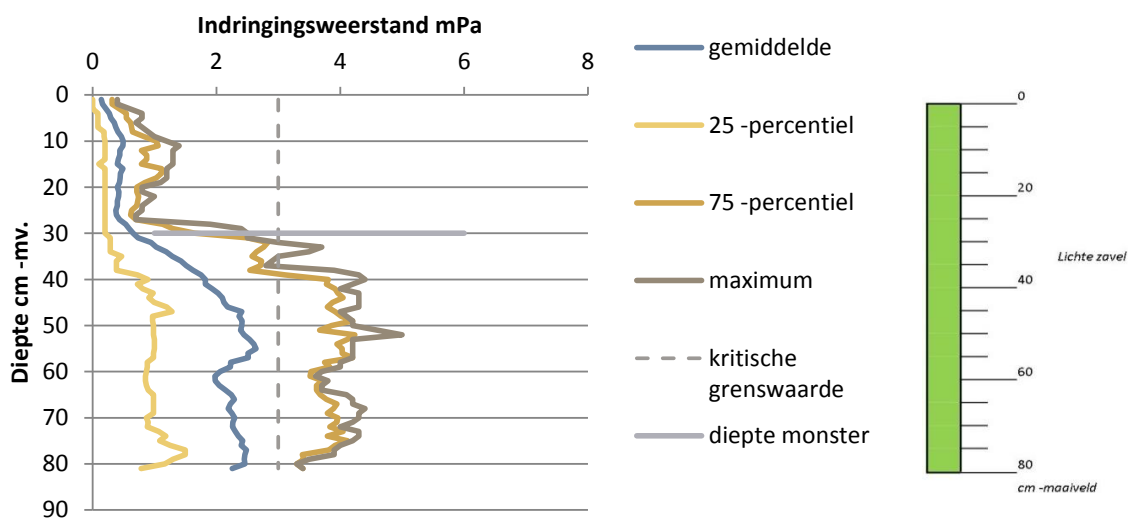 Indringingsweerstand mPa
0 2 4 6 8
0
10
20
30
40
50
60
70
80
90
Diepte cm -mv.
gemiddelde
25 -percentiel
75 -percentiel
maximum
kritische
grenswaarde
diepte monster
0
20
40
60
80
Lichte zavel
cm -maaiveld